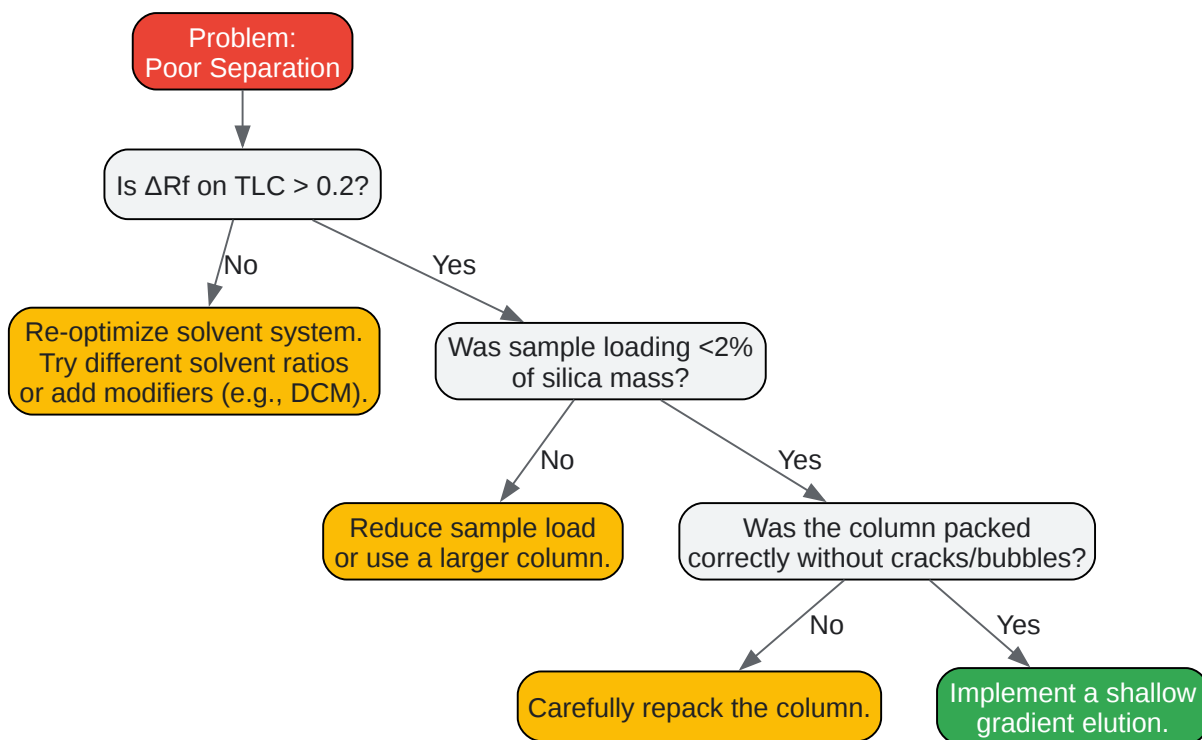 Problem:
Poor Separation
Is ΔRf on TLC > 0.2?
No
Yes
Re-optimize solvent system.
Try different solvent ratios
or add modifiers (e.g., DCM).
Was sample loading <2%
of silica mass?
No
Yes
Reduce sample load
or use a larger column.
Was the column packed
correctly without cracks/bubbles?
No
Yes
Carefully repack the column.
Implement a shallow
gradient elution.